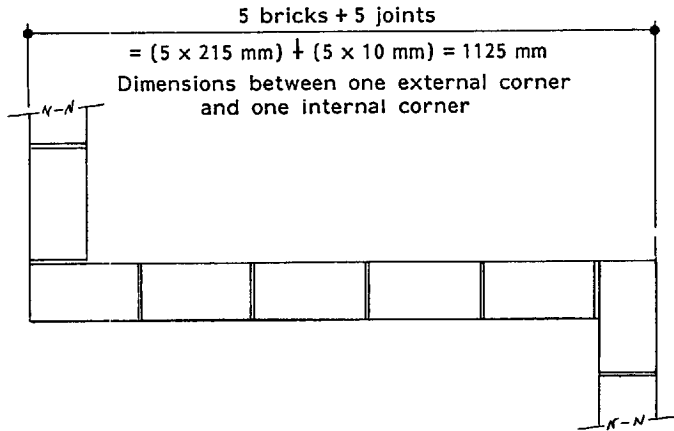 5 bricks + 5 joints
= (5 x 215 mm) + (5 x 10 mm) = 1125 mm
Dimensions between one external corner
and one internal corner